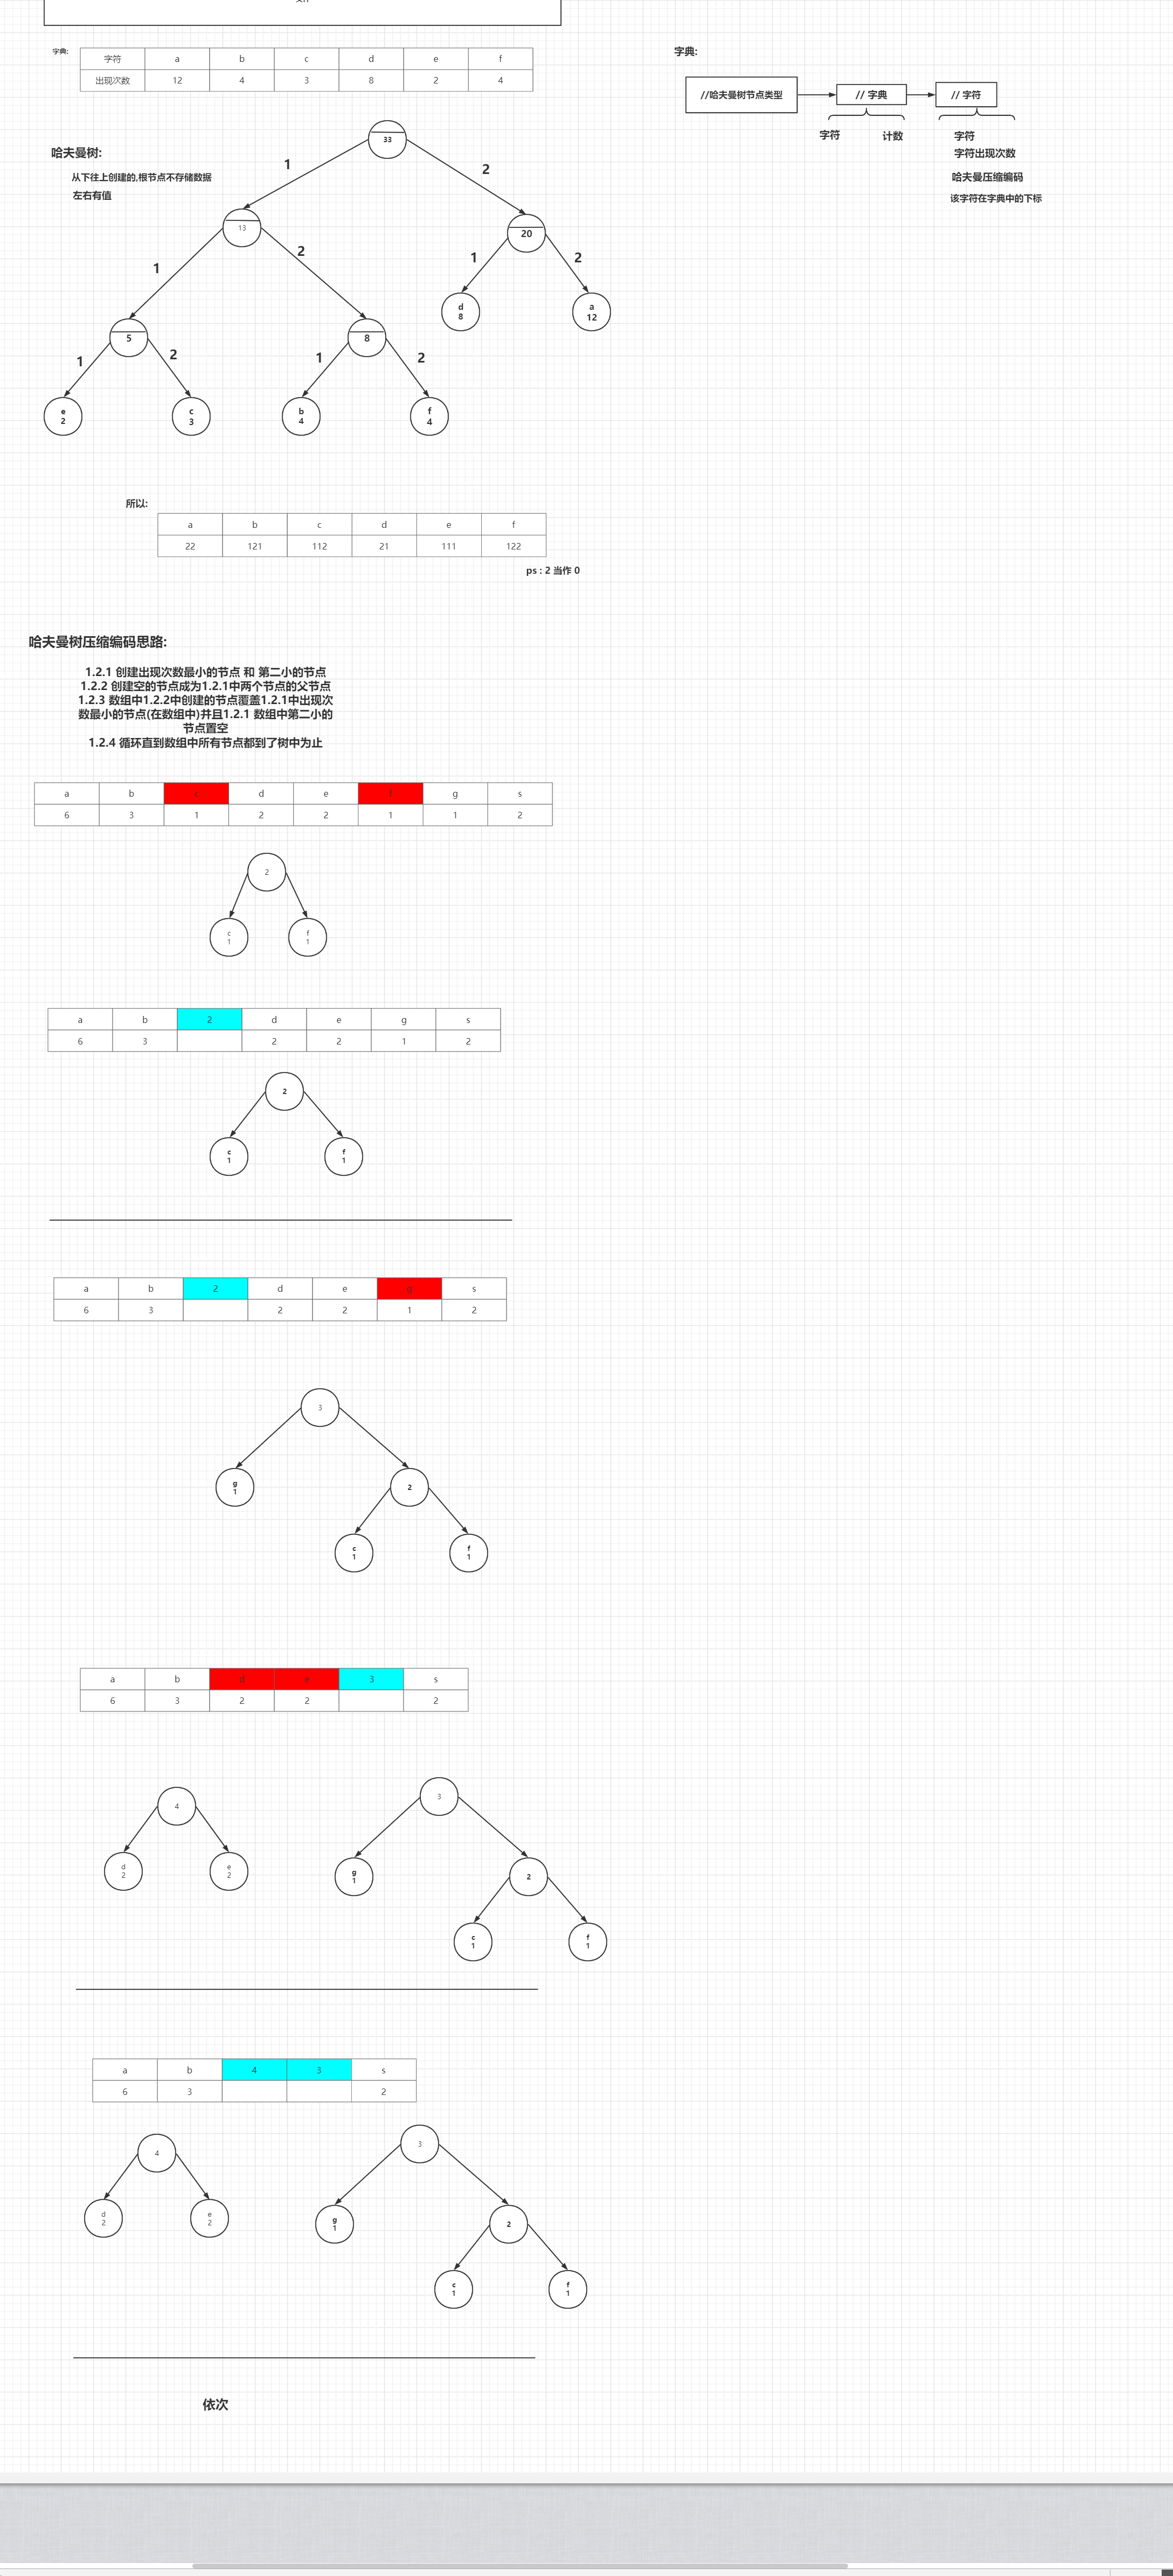 字典:
字符 a b c d e f
出现次数 12 4 3 8 2 4
字典:
//哈夫曼树节点类型
// 字典
// 字符
字符
计数
字符
字符出现次数
哈夫曼压缩编码
该字符在字典中的下标
哈夫曼树:
从下往上创建的,根节点不存储数据
左右有值
33
1
2
13
20
1
2
1
2
d
8
a
12
5
8
1
2
1
2
e
2
c
3
b
4
f
4
所以:
a b c d e f
22 121 112 21 111 122
ps : 2 当作 0
哈夫曼树压缩编码思路:
1.2.1 创建出现次数最小的节点 和 第二小的节点
1.2.2 创建空的节点成为1.2.1中两个节点的父节点
1.2.3 数组中1.2.2中创建的节点覆盖1.2.1中出现次
数最小的节点(在数组中)并且1.2.1 数组中第二小的
节点置空
1.2.4 循环直到数组中所有节点都到了树中为止
a b c d e f g s
6 3 1 2 2 1 1 2
2
c
1
f
1
a b 2 d e g s
6 3 2 2 1 2
2
c
1
f
1
a b 2 d e g s
6 3 2 2 1 2
3
g
1
2
c
1
f
1
a b d e 3 s
6 3 2 2 2
4
d
2
e
2
3
g
1
2
c
1
f
1
a b 4 3 s
6 3 2
4
d
2
e
2
3
g
1
2
c
1
f
1
依次